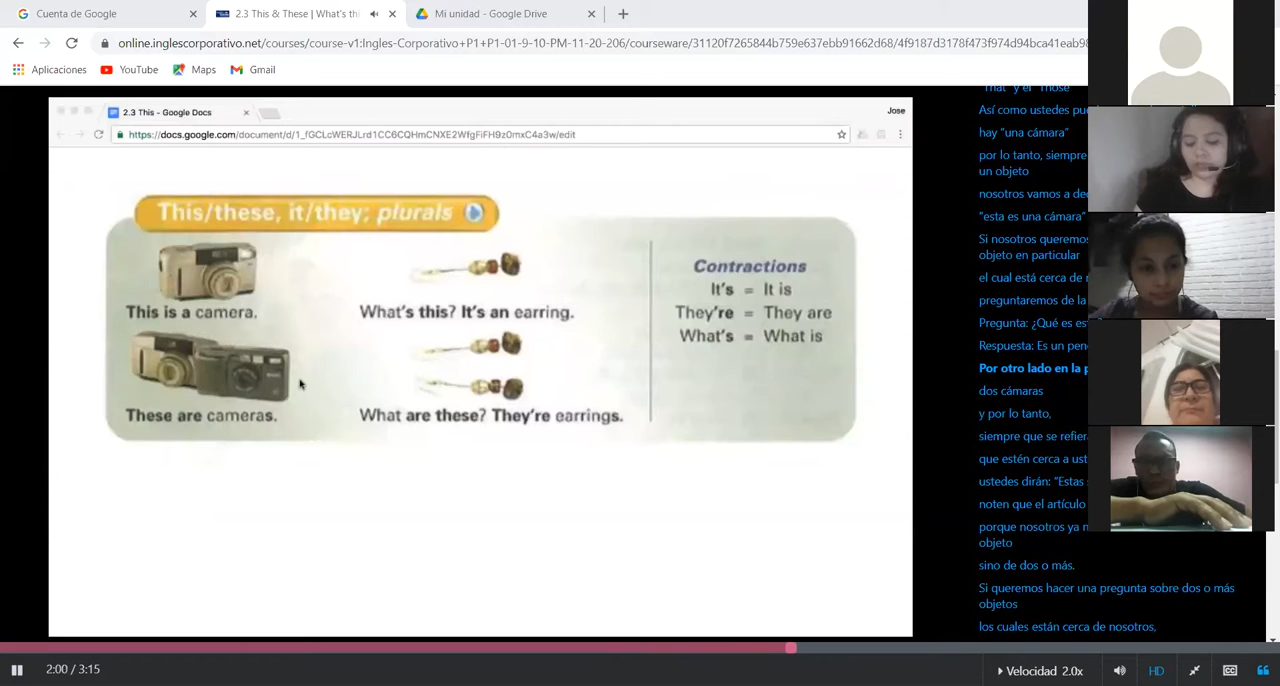 Cuenta de Google
2.3 This & These | What's thi
Mi unidad - Google Drive
online.inglescorporativo.net/courses/course-v1:Ingles-Corporativo+P1+P1-01-9-10-PM-11-20-206/courseware/31120f7265844b759e637ebb91662d68/4f9187d3178f473f974d94bca41eab98
Aplicaciones
YouTube
Maps
Gmail
2.3 This - Google Docs
Jose
https://docs.google.com/document/d/1_fGCLcWERJLrd1CC6CQHmCNXE2WfgFiFH9z0mxC4a3w/edit
This/these, it/they; plurals
This is a camera.
What's this? It's an earring.
These are cameras.
What are these? They're earrings.
Contractions
It's = It is
They're = They are
What's = What is
"That" y el "Those"
Así como ustedes pue
hay "una cámara"
por lo tanto, siempre
un objeto
nosotros vamos a de
"esta es una cámara"
Si nosotros queremos
objeto en particular
el cual está cerca de
preguntaremos de la
Pregunta: ¿Qué es es
Respuesta: Es un pen
Por otro lado en la p
dos cámaras
y por lo tanto,
siempre que se refier
que estén cerca a ust
ustedes dirán: "Estas
noten que el artículo
porque nosotros ya n
objeto
sino de dos o más.
Si queremos hacer una pregunta sobre dos o más
objetos
los cuales están cerca de nosotros,
2:00 / 3:15
Velocidad 2.0x
HD
CC